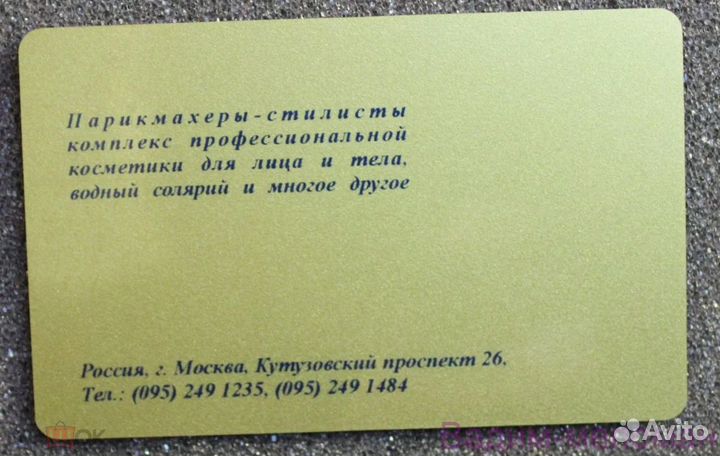 Парикмахеры-стилисты
комплекс профессиональной
косметики для лица и тела,
водный солярий и многое другое
Россия, г. Москва, Кутузовский проспект 26,
Тел.: (095) 249 1235, (095) 249 1484
Avito